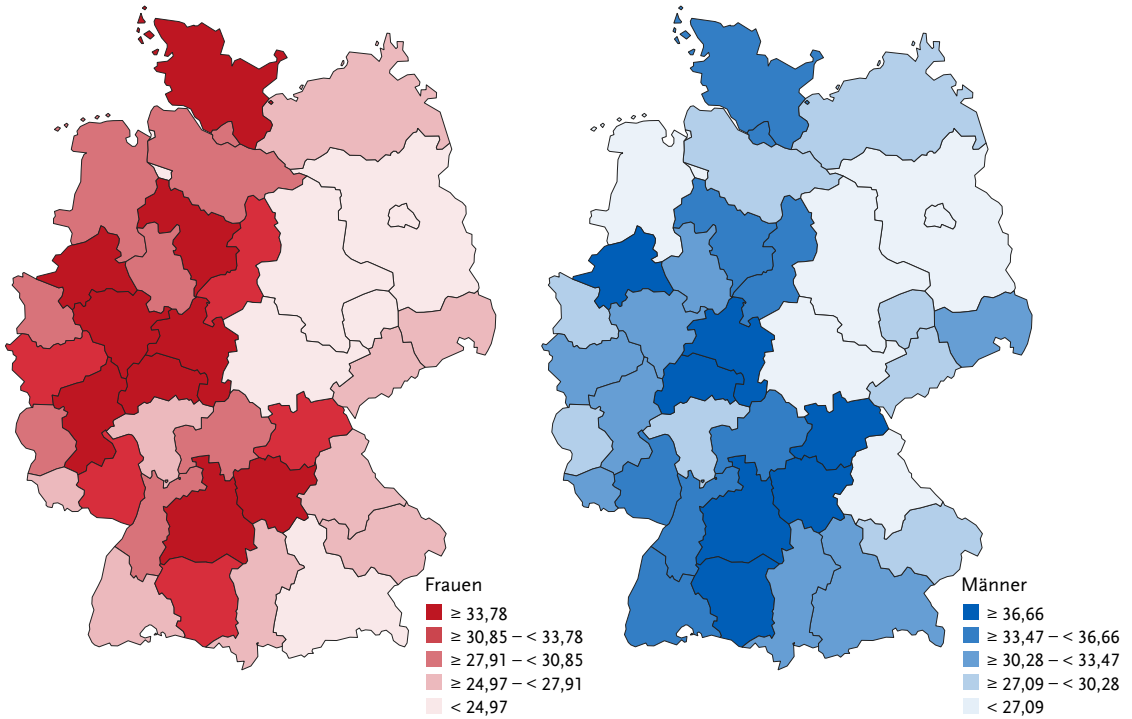 Frauen
≥ 33,78
≥ 30,85 – < 33,78
≥ 27,91 – < 30,85
≥ 24,97 – < 27,91
< 24,97
Männer
≥ 36,66
≥ 33,47 – < 36,66
≥ 30,28 – < 33,47
≥ 27,09 – < 30,28
< 27,09